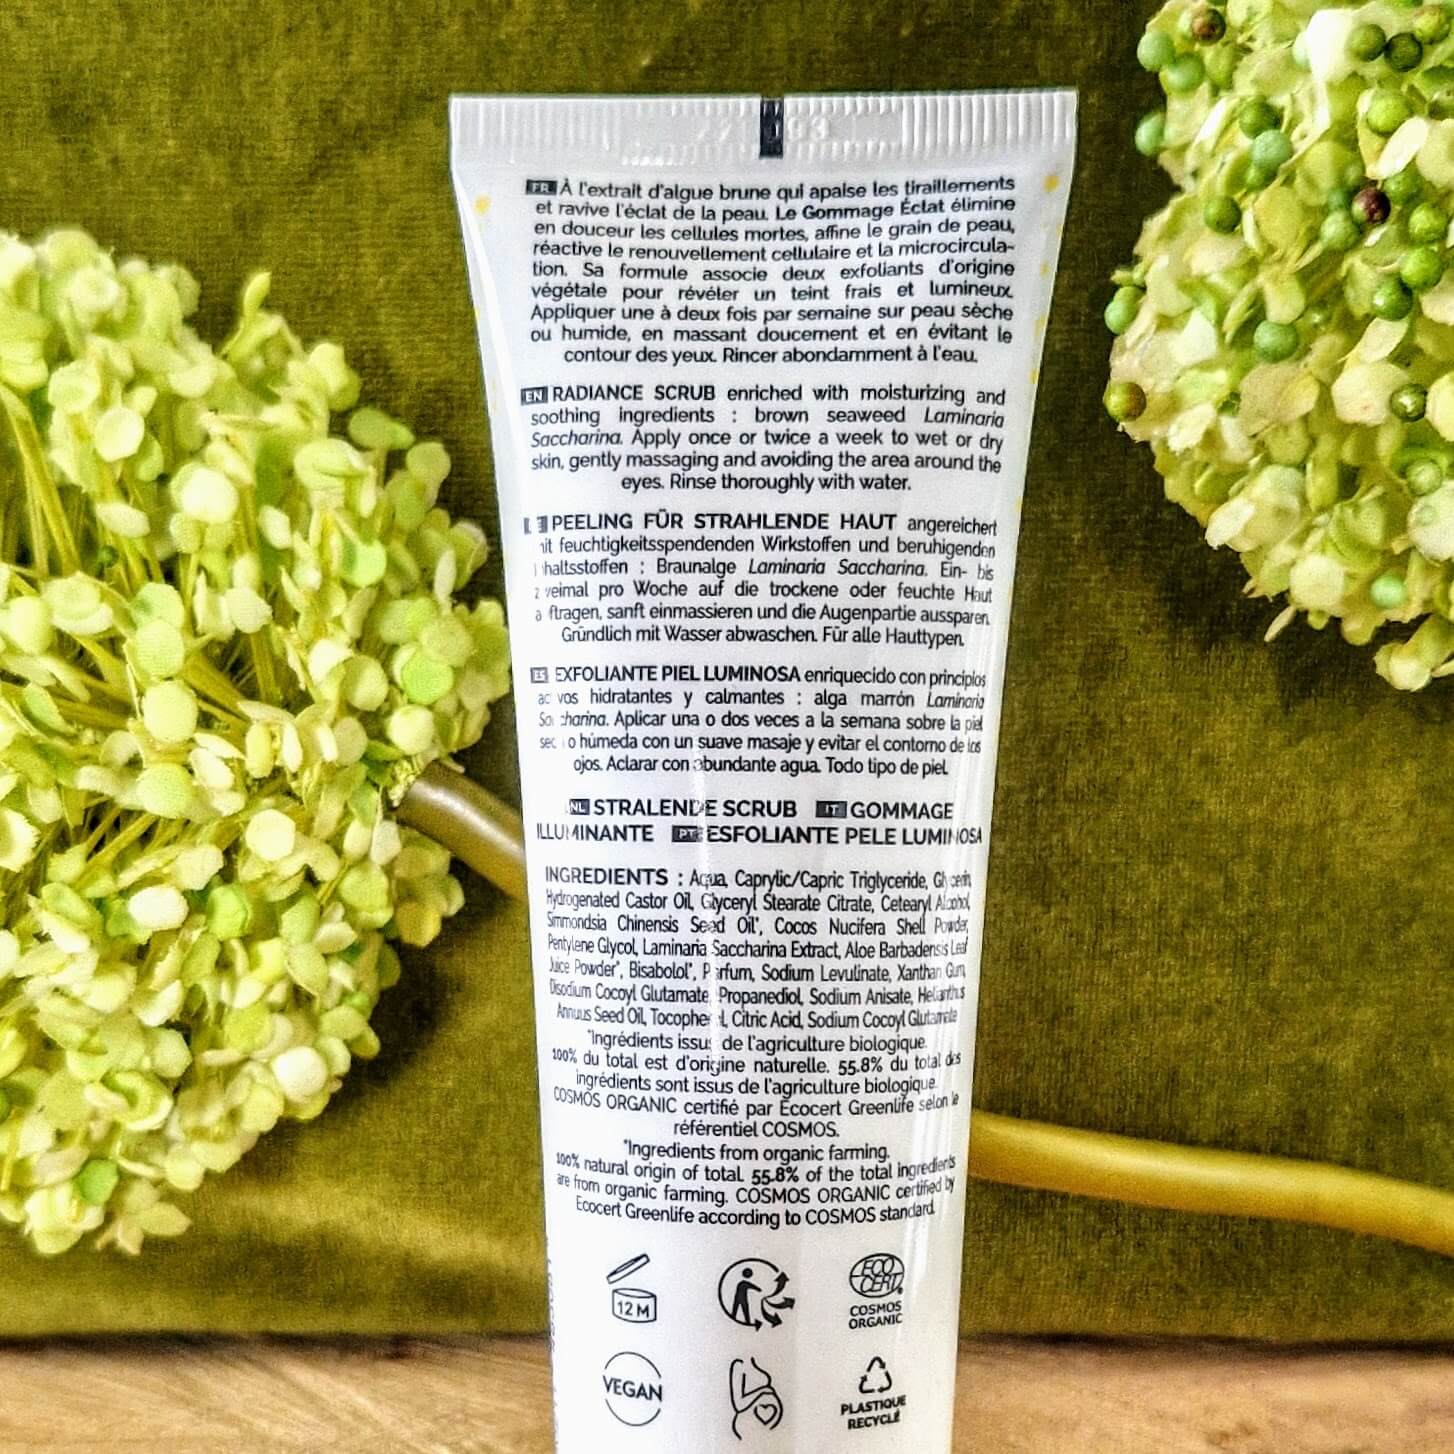 FR À l'extrait d'algue brune qui apaise les tiraillements
et ravive l'éclat de la peau. Le Gommage Éclat élimine
en douceur les cellules mortes, affine le grain de peau,
réactive le renouvellement cellulaire et la microcircula-
tion. Sa formule associe deux exfoliants d'origine
végétale pour révéler un teint frais et lumineux.
Appliquer une à deux fois par semaine sur peau sèche
ou humide, en massant doucement et en évitant le
contour des yeux. Rincer abondamment à l'eau.
EN RADIANCE SCRUB enriched with moisturizing and
soothing ingredients : brown seaweed Laminaria
Saccharina. Apply once or twice a week to wet or dry
skin, gently massaging and avoiding the area around the
eyes. Rinse thoroughly with water.
PEELING FÜR STRAHLENDE HAUT angereichert
mit feuchtigkeitsspendenden Wirkstoffen und beruhigenden
Inhaltsstoffen : Braunalge Laminaria Saccharina. Ein- bis
zweimal pro Woche auf die trockene oder feuchte Haut
auftragen, sanft einmassieren und die Augenpartie aussparen.
Gründlich mit Wasser abwaschen. Für alle Hauttypen.
ES EXFOLIANTE PIEL LUMINOSA enriquecido con principios
activos hidratantes y calmantes : alga marrón Laminaria
Saccharina. Aplicar una o dos veces a la semana sobre la piel
seca o húmeda con un suave masaje y evitar el contorno de los
ojos. Aclarar con abundante agua. Todo tipo de piel.
NL STRALENDE SCRUB IT GOMMAGE
ILLUMINANTE PT ESFOLIANTE PELE LUMINOSA
INGREDIENTS : Aqua, Caprylic/Capric Triglyceride, Glycerin,
Hydrogenated Castor Oil, Glyceryl Stearate Citrate, Cetearyl Alcohol,
Simmondsia Chinensis Seed Oil*, Cocos Nucifera Shell Powder,
Pentylene Glycol, Laminaria Saccharina Extract, Aloe Barbadensis Leaf
Juice Powder*, Bisabolol*, Parfum, Sodium Levulinate, Xanthan Gum,
Disodium Cocoyl Glutamate, Propanediol, Sodium Anisate, Helianthus
Annuus Seed Oil, Tocopherol, Citric Acid, Sodium Cocoyl Glutamate
*Ingrédients issus de l'agriculture biologique.
100% du total est d'origine naturelle. 55.8% du total des
ingrédients sont issus de l'agriculture biologique.
COSMOS ORGANIC certifié par Ecocert Greenlife selon le
référentiel COSMOS.
*Ingredients from organic farming.
100% natural origin of total. 55.8% of the total ingredients
are from organic farming. COSMOS ORGANIC certified by
Ecocert Greenlife according to COSMOS standard.
12 M
ECO
CERT
COSMOS
ORGANIC
VEGAN
PLASTIQUE
RECYCLÉ